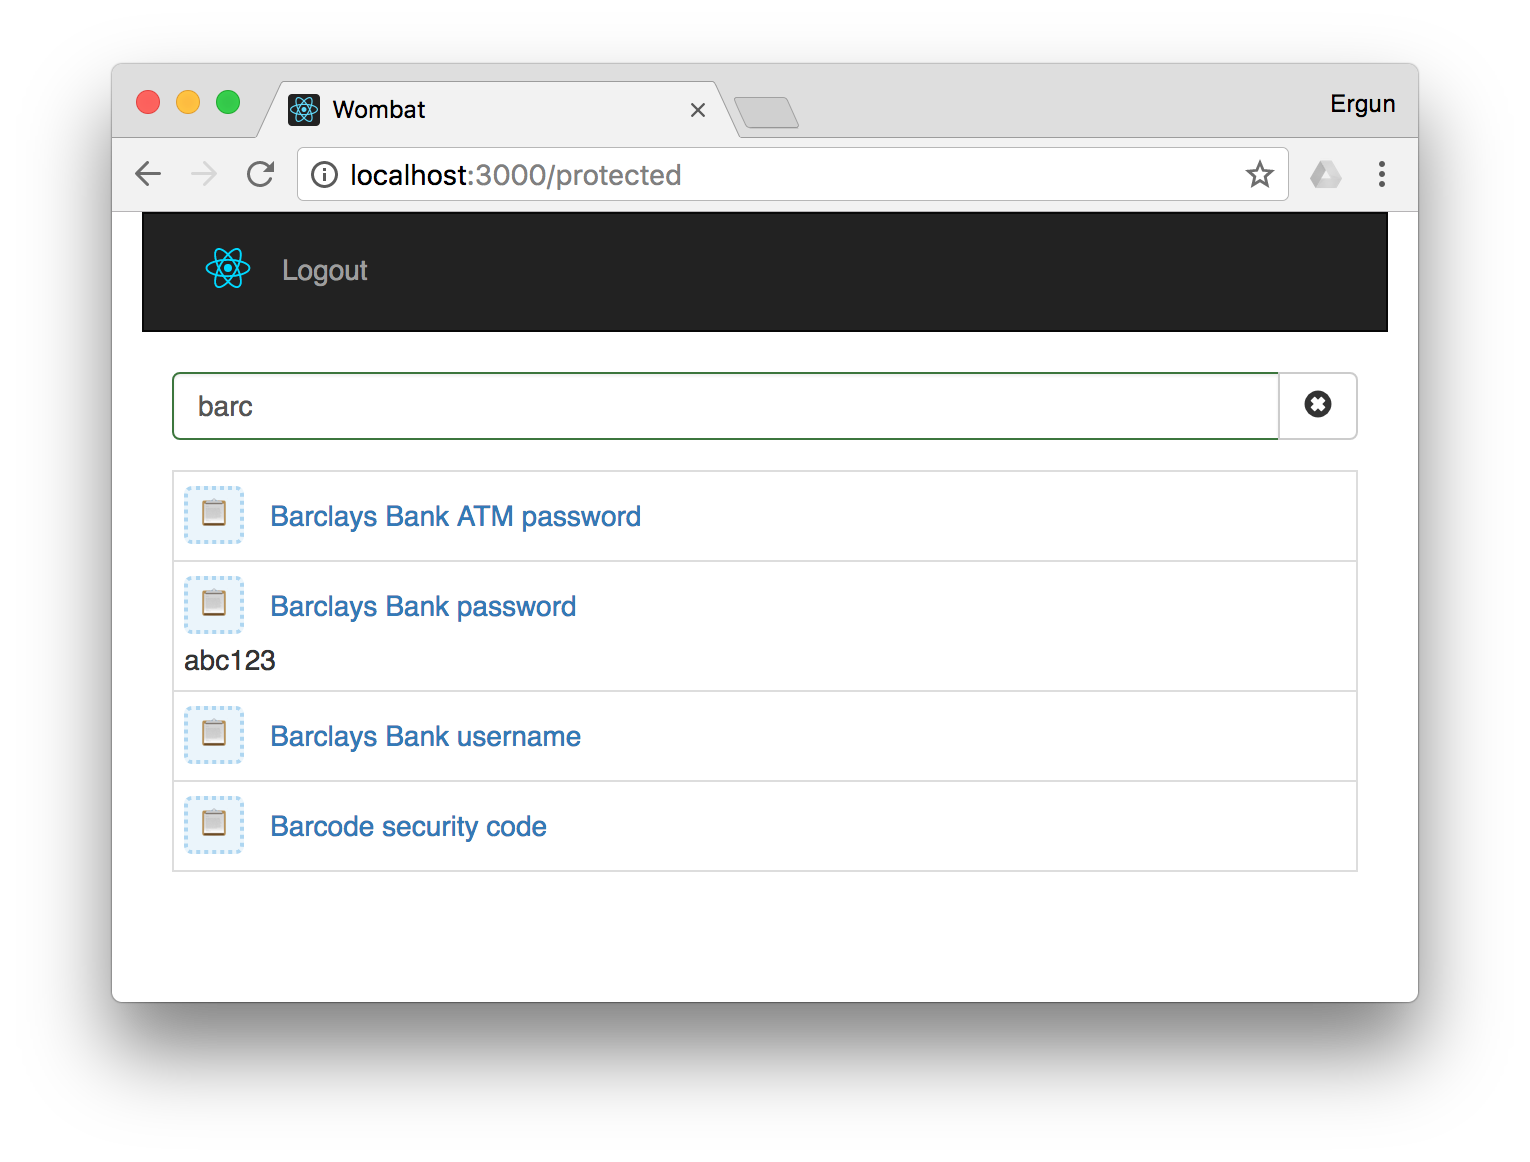 Wombat
Ergun
localhost:3000/protected
Logout
barc
Barclays Bank ATM password
Barclays Bank password
abc123
Barclays Bank username
Barcode security code